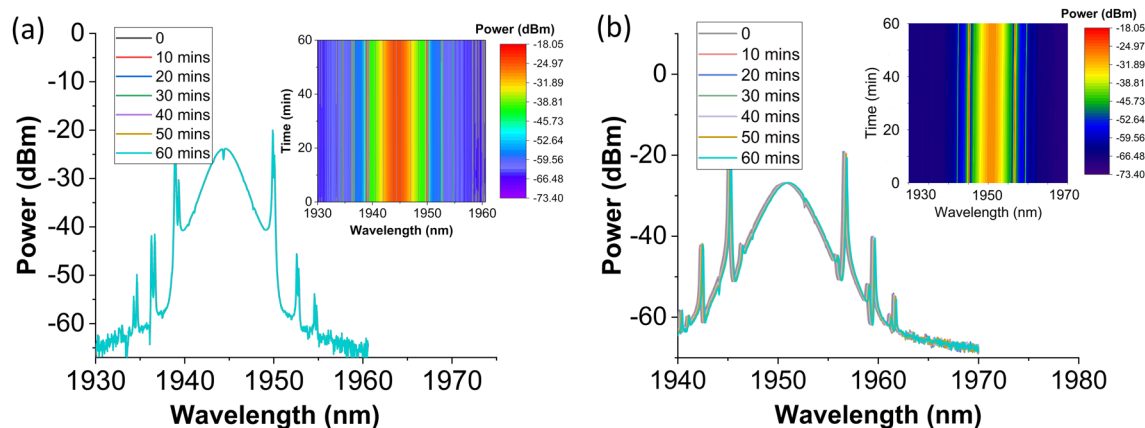 (a)
0
10 mins
20 mins
30 mins
40 mins
50 mins
60 mins
Power (dBm)
0
-10
-20
-30
-40
-50
-60
1930
1940
1950
1960
1970
Wavelength (nm)
Time (min)
60
40
20
0
1930
1940
1950
1960
Wavelength (nm)
Power (dBm)
-18.05
-24.97
-31.89
-38.81
-45.73
-52.64
-59.56
-66.48
-73.40
(b)
0
10 mins
20 mins
30 mins
40 mins
50 mins
60 mins
Power (dBm)
10
0
-20
-40
-60
1940
1950
1960
1970
1980
Wavelength (nm)
Time (min)
60
40
20
0
1930
1950
1970
Wavelength (nm)
Power (dBm)
-18.05
-24.97
-31.89
-38.81
-45.73
-52.64
-59.56
-66.48
-73.40